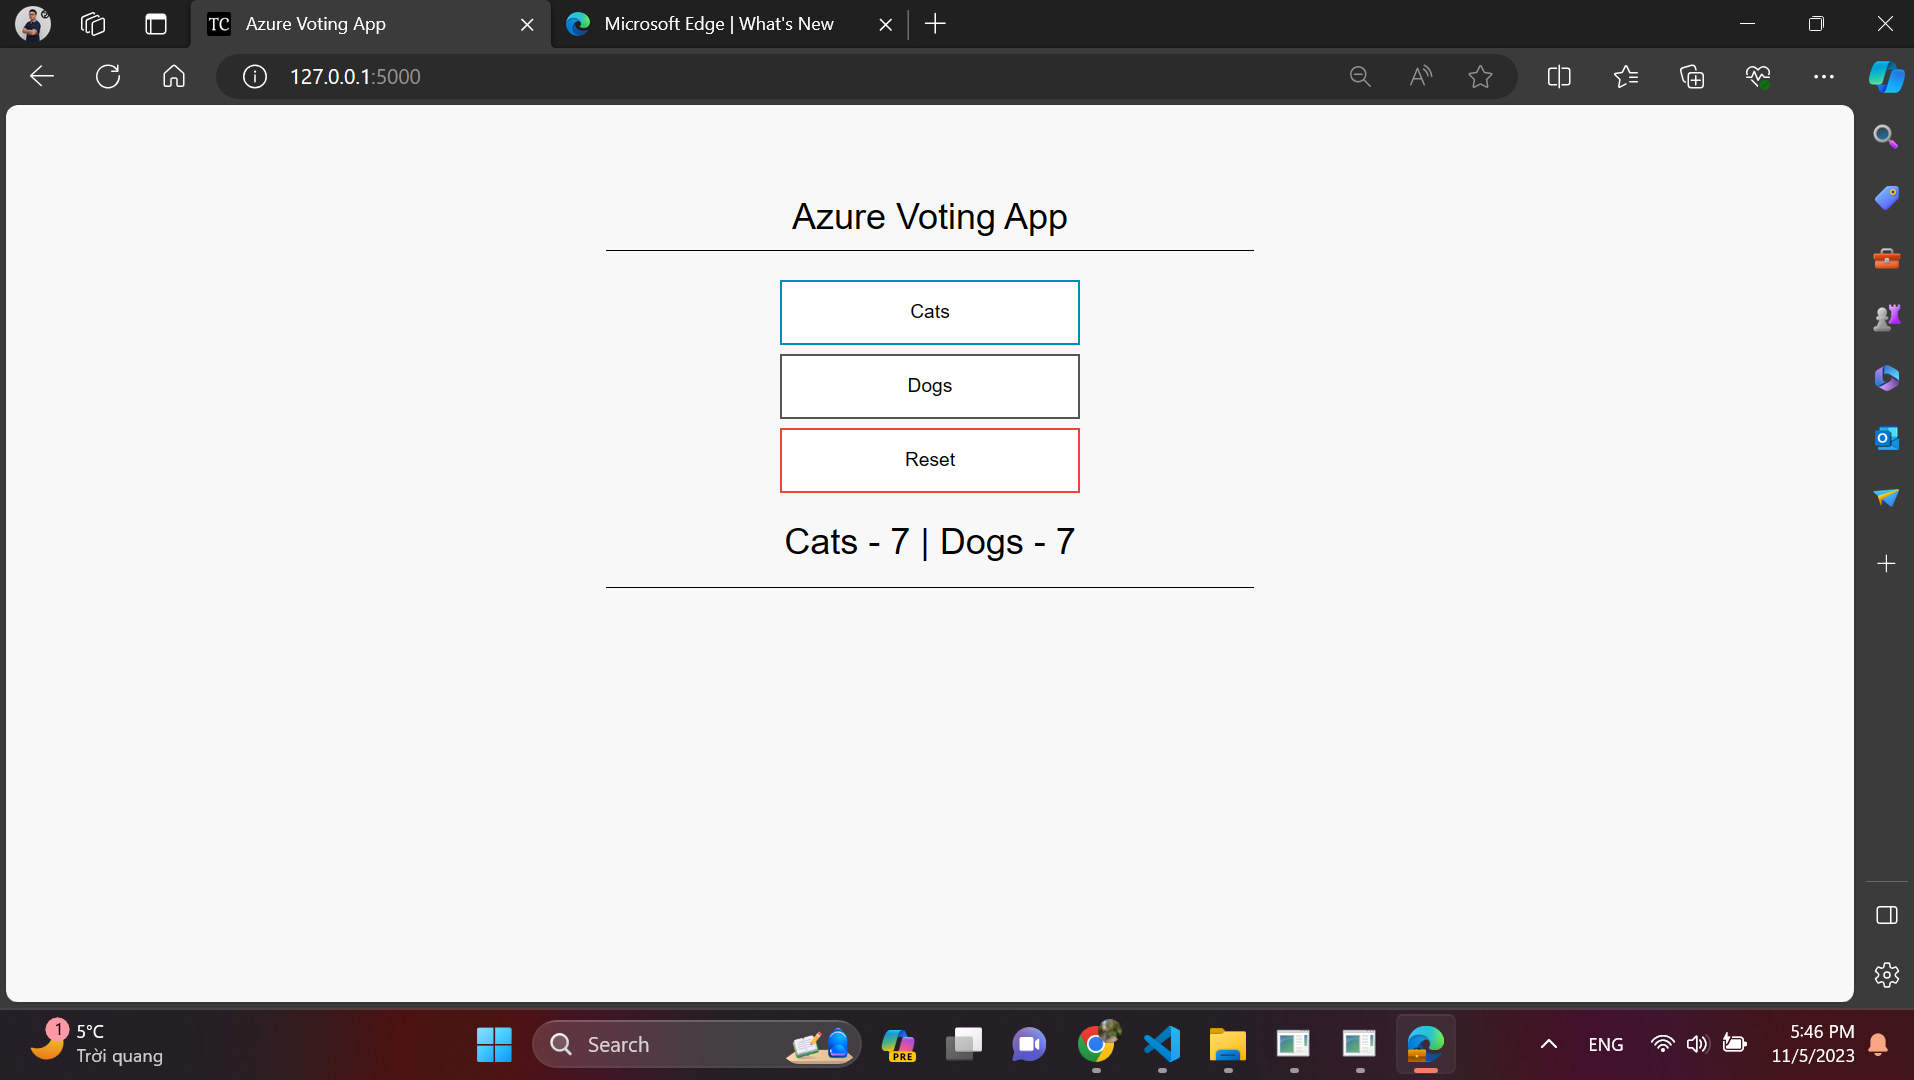 TC Azure Voting App
Microsoft Edge | What's New
127.0.0.1:5000
Azure Voting App
Cats
Dogs
Reset
Cats - 7 | Dogs - 7
1
5°C
Trời quang
Search
PRE
ENG
5:46 PM
11/5/2023